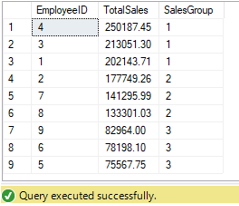 EmployeeID TotalSales SalesGroup
1 4 250187.45 1
2 3 213051.30 1
3 1 202143.71 1
4 2 177749.26 2
5 7 141295.99 2
6 8 133301.03 2
7 9 82964.00 3
8 6 78198.10 3
9 5 75567.75 3
Query executed successfully.